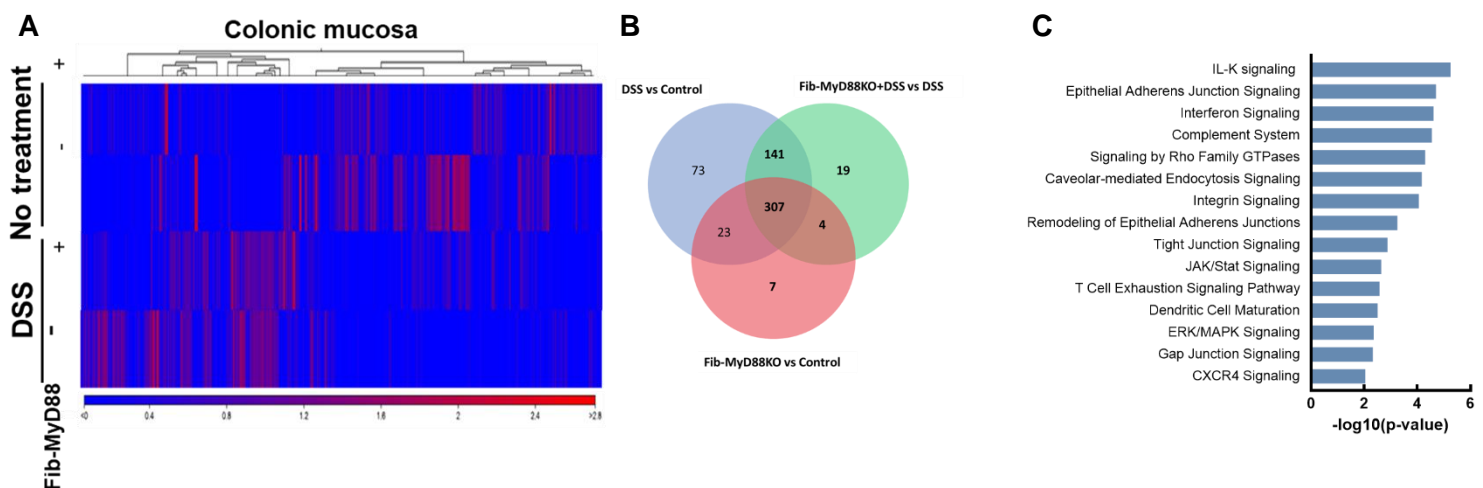 A
Colonic mucosa
+
-
No treatment
+
-
DSS
Fib-MyD88
<0 0.4 0.8 1.2 1.6 2 2.4 >2.8
B
DSS vs Control
Fib-MyD88KO+DSS vs DSS
73
141
19
307
23
4
7
Fib-MyD88KO vs Control
C
IL-K signaling
Epithelial Adherens Junction Signaling
Interferon Signaling
Complement System
Signaling by Rho Family GTPases
Caveolar-mediated Endocytosis Signaling
Integrin Signaling
Remodeling of Epithelial Adherens Junctions
Tight Junction Signaling
JAK/Stat Signaling
T Cell Exhaustion Signaling Pathway
Dendritic Cell Maturation
ERK/MAPK Signaling
Gap Junction Signaling
CXCR4 Signaling
0 2 4 6
-log10(p-value)